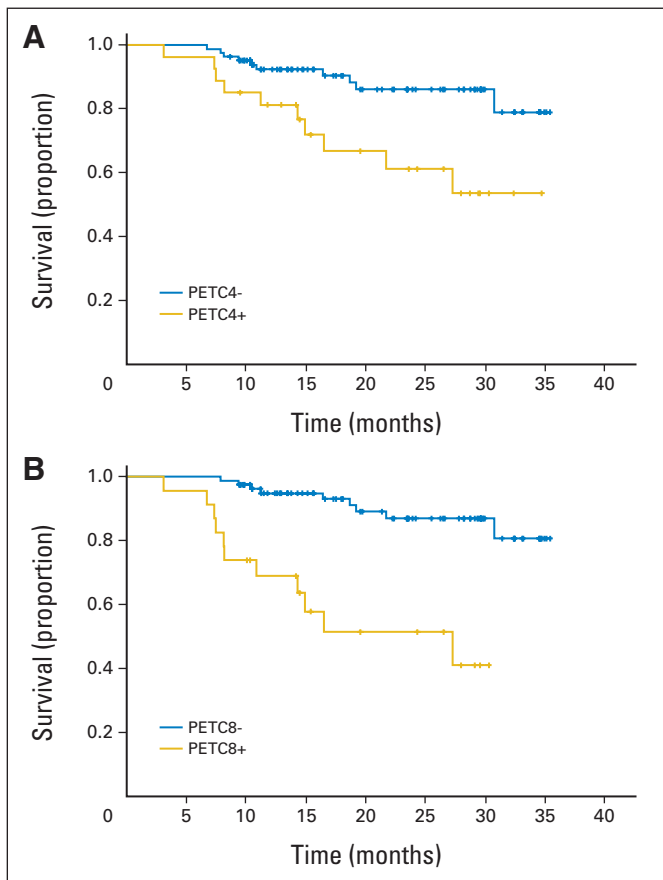 A
Survival (proportion)
1.0
0.8
0.6
0.4
0.2
PETC4-
PETC4+
0 5 10 15 20 25 30 35 40
Time (months)
B
Survival (proportion)
1.0
0.8
0.6
0.4
0.2
PETC8-
PETC8+
0 5 10 15 20 25 30 35 40
Time (months)